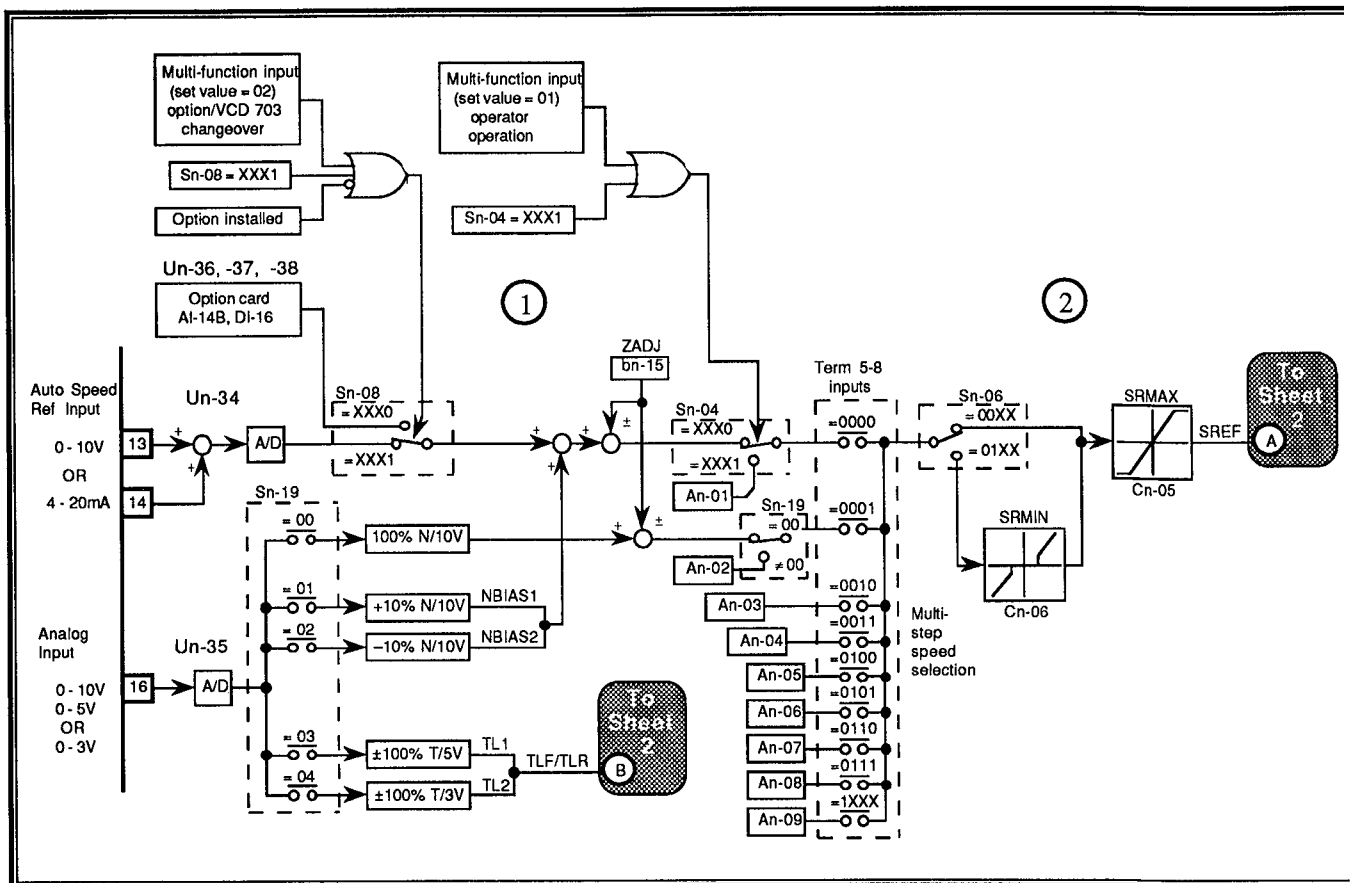 Multi-function input
(set value = 02)
option/VCD 703
changeover
Sn-08 = XXX1
Option installed
Multi-function input
(set value = 01)
operator
operation
Sn-04 = XXX1
Un-36, -37, -38
Option card
AI-14B, DI-16
1
2
Auto Speed
Ref Input
0 - 10V
OR
4 - 20mA
13
14
Un-34
+
+
A/D
Sn-08
= XXX0
= XXX1
ZADJ
bn-15
+
+
+
±
Sn-04
= XXX0
= XXX1
An-01
Term 5-8
inputs
=0000
Sn-06
= 00XX
= 01XX
SRMAX
Cn-05
SREF
To
Sheet
2
A
SRMIN
Cn-06
Sn-19
= 00
100% N/10V
+
±
Sn-19
= 00
≠ 00
An-02
=0001
= 01
+10% N/10V
NBIAS1
= 02
–10% N/10V
NBIAS2
An-03
=0010
An-04
=0011
Multi-
step
speed
selection
An-05
=0100
An-06
=0101
An-07
=0110
An-08
=0111
An-09
=1XXX
Analog
Input
0 - 10V
0 - 5V
OR
0 - 3V
16
Un-35
A/D
= 03
±100% T/5V
TL1
= 04
±100% T/3V
TL2
TLF/TLR
To
Sheet
2
B